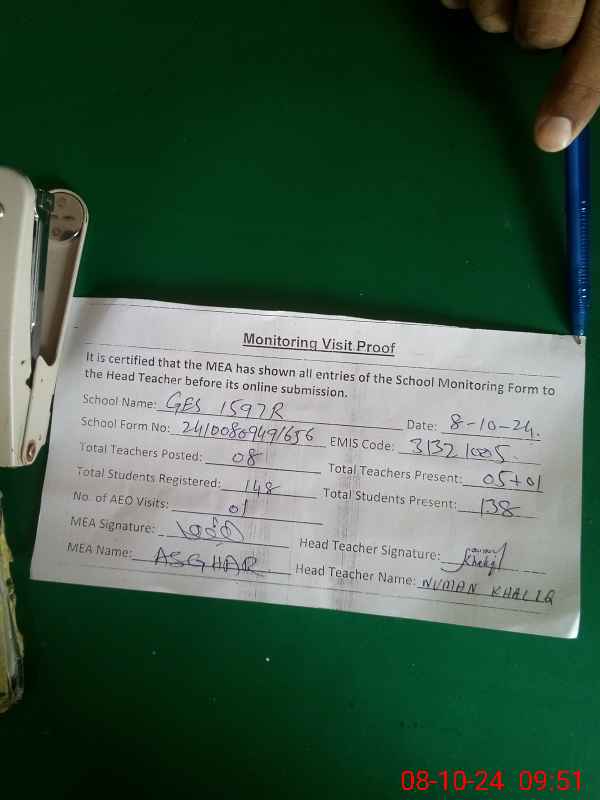 Monitoring Visit Proof
It is certified that the MEA has shown all entries of the School Monitoring Form to
the Head Teacher before its online submission.
School Name: GES 1597R Date: 8-10-24.
School Form No: 2410080949/656 EMIS Code: 31321005
Total Teachers Posted: 08 Total Teachers Present: 05+01
Total Students Registered: 148 Total Students Present: 138
No. of AEO Visits: 01
MEA Signature: Head Teacher Signature: Khaliq
MEA Name: ASGHAR Head Teacher Name: NUMAN KHALIQ
08-10-24 09:51